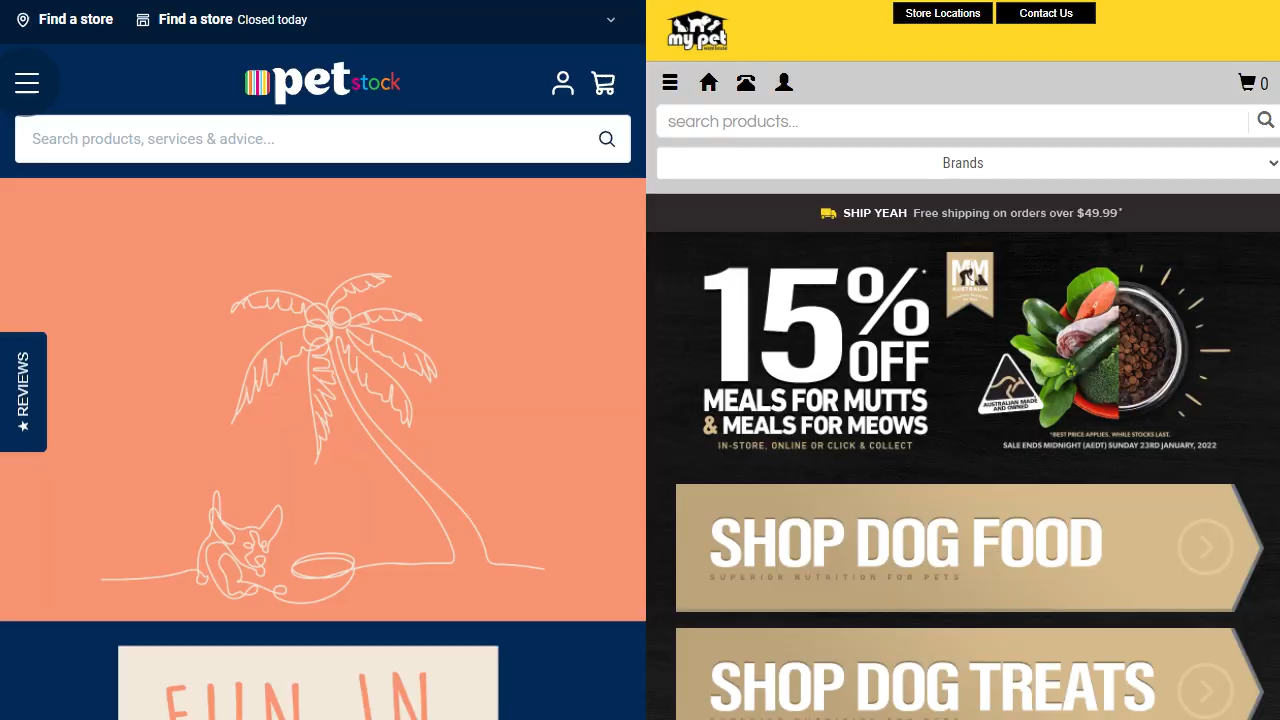 Find a store
Find a store Closed today
petstock
Search products, services & advice...
★ REVIEWS
FUN IN
Store Locations
Contact Us
my pet
0
search products...
Brands
SHIP YEAH Free shipping on orders over $49.99*
15%*
OFF
MEALS FOR MUTTS
& MEALS FOR MEOWS
IN-STORE, ONLINE OR CLICK & COLLECT
MM
AUSTRALIA
AUSTRALIAN MADE
AND OWNED
*BEST PRICE APPLIES. WHILE STOCKS LAST.
SALE ENDS MIDNIGHT (AEDT) SUNDAY 23RD JANUARY, 2022
SHOP DOG FOOD
SUPERIOR NUTRITION FOR PETS
SHOP DOG TREATS